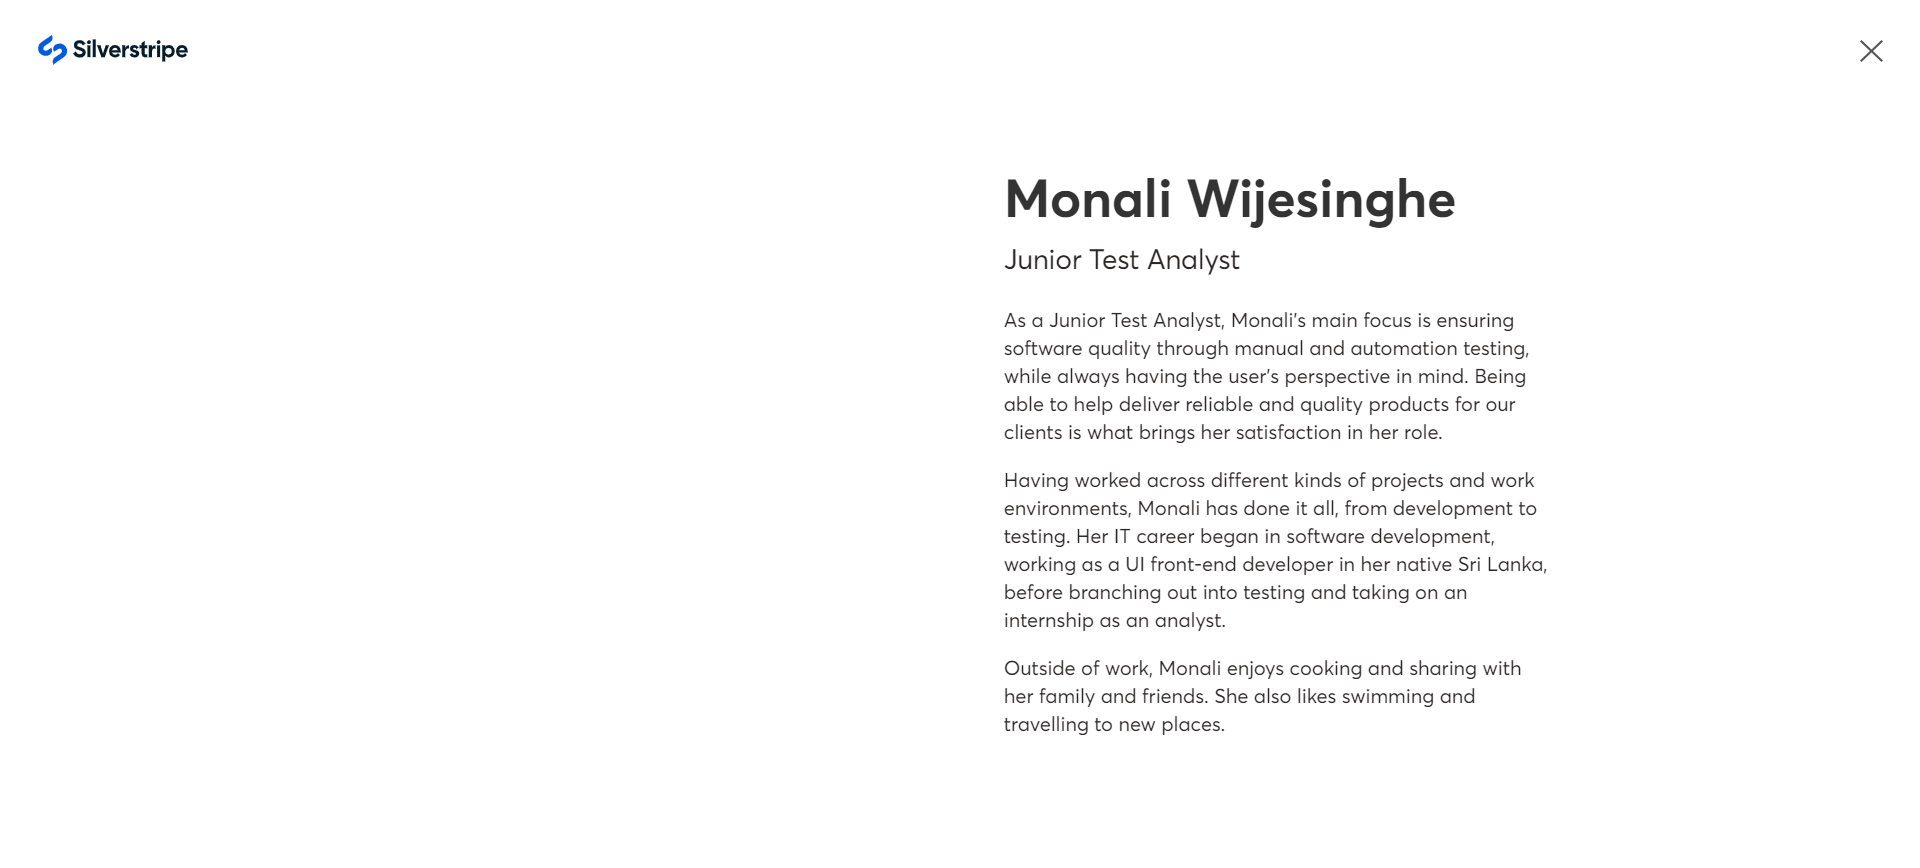 Silverstripe
Monali Wijesinghe
Junior Test Analyst
As a Junior Test Analyst, Monali's main focus is ensuring
software quality through manual and automation testing,
while always having the user's perspective in mind. Being
able to help deliver reliable and quality products for our
clients is what brings her satisfaction in her role.
Having worked across different kinds of projects and work
environments, Monali has done it all, from development to
testing. Her IT career began in software development,
working as a UI front-end developer in her native Sri Lanka,
before branching out into testing and taking on an
internship as an analyst.
Outside of work, Monali enjoys cooking and sharing with
her family and friends. She also likes swimming and
travelling to new places.